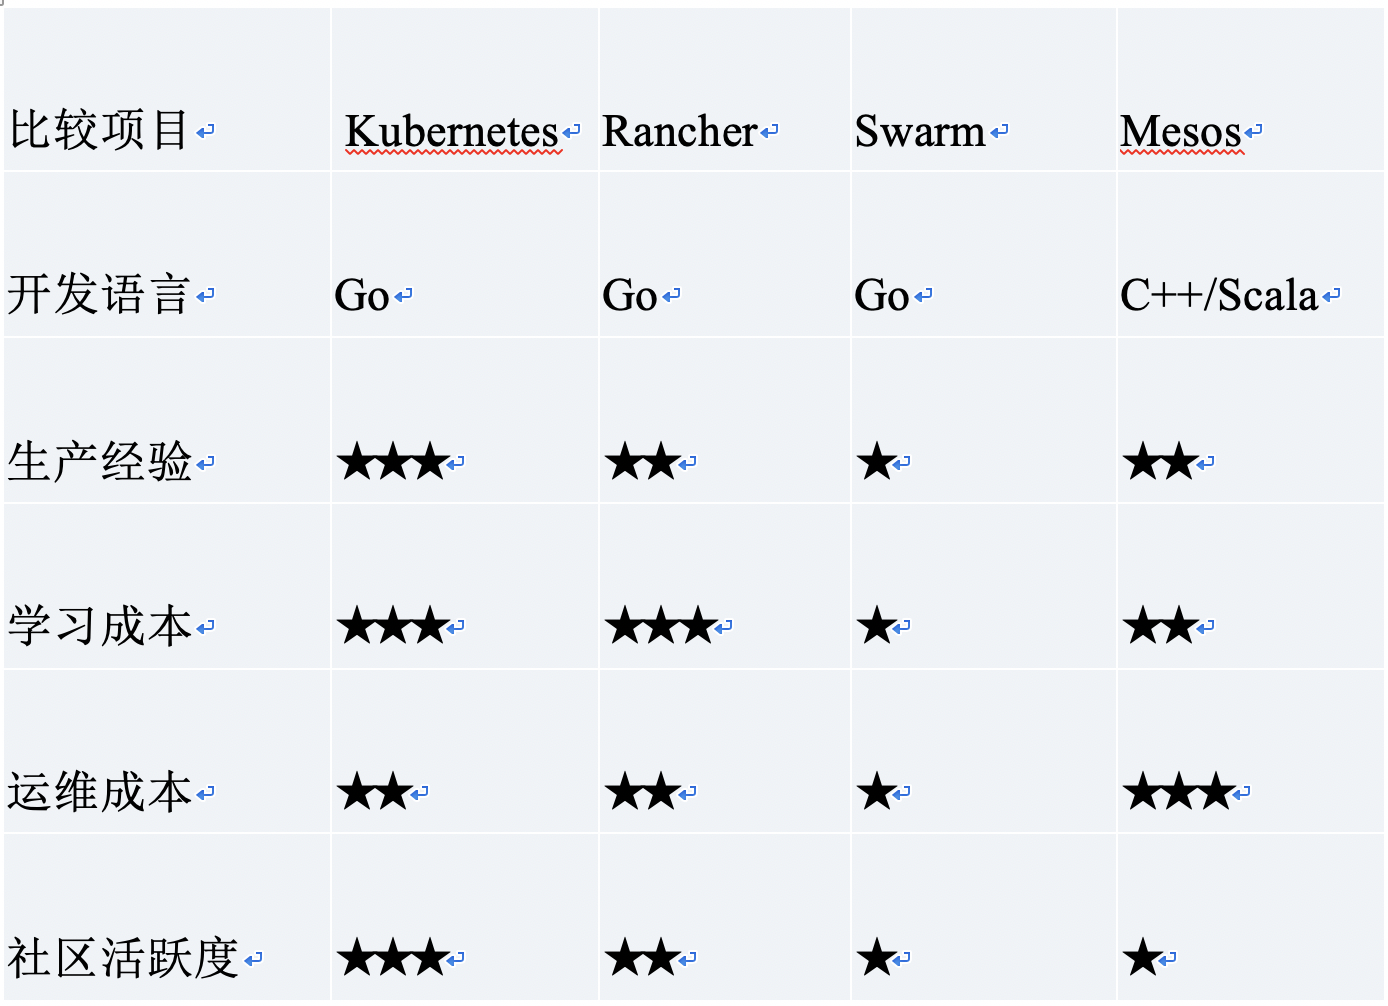 比较项目 Kubernetes Rancher Swarm Mesos
开发语言 Go Go Go C++/Scala
生产经验 ★★★ ★★ ★ ★★
学习成本 ★★★ ★★★ ★ ★★
运维成本 ★★ ★★ ★ ★★★
社区活跃度 ★★★ ★★ ★ ★